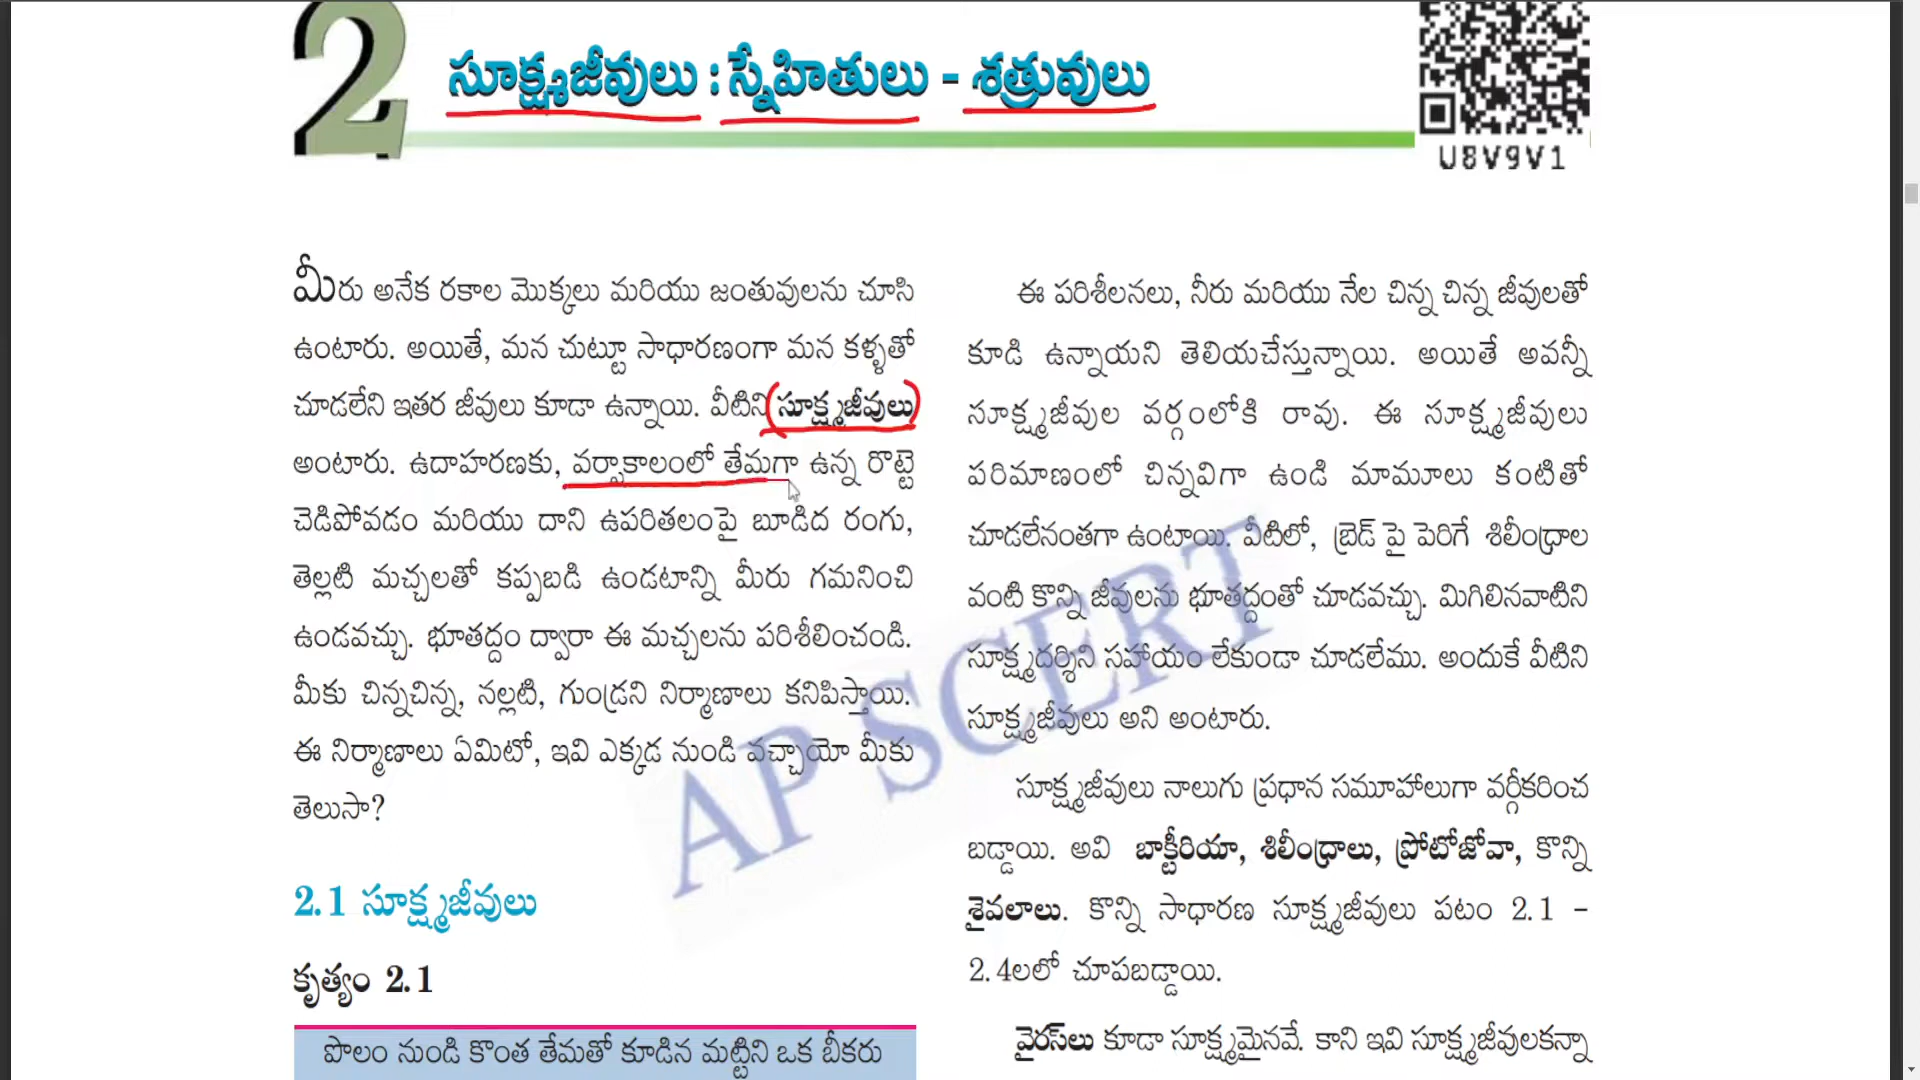 2
సూక్ష్మజీవులు : స్నేహితులు - శత్రువులు
U8V9V1
మీరు అనేక రకాల మొక్కలు మరియు జంతువులను చూసి
ఉంటారు. అయితే, మన చుట్టూ సాధారణంగా మన కళ్ళతో
చూడలేని ఇతర జీవులు కూడా ఉన్నాయి. వీటిని సూక్ష్మజీవులు
అంటారు. ఉదాహరణకు, వర్షాకాలంలో తేమగా ఉన్న రొట్టె
చెడిపోవడం మరియు దాని ఉపరితలంపై బూడిద రంగు,
తెల్లటి మచ్చలతో కప్పబడి ఉండటాన్ని మీరు గమనించి
ఉండవచ్చు. భూతద్దం ద్వారా ఈ మచ్చలను పరిశీలించండి.
మీకు చిన్నచిన్న, నల్లటి, గుండ్రని నిర్మాణాలు కనిపిస్తాయి.
ఈ నిర్మాణాలు ఏమిటో, ఇవి ఎక్కడ నుండి వచ్చాయో మీకు
తెలుసా?
2.1 సూక్ష్మజీవులు
కృత్యం 2.1
పొలం నుండి కొంత తేమతో కూడిన మట్టిని ఒక బీకరు
ఈ పరిశీలనలు, నీరు మరియు నేల చిన్న చిన్న జీవులతో
కూడి ఉన్నాయని తెలియచేస్తున్నాయి. అయితే అవన్నీ
సూక్ష్మజీవుల వర్గంలోకి రావు. ఈ సూక్ష్మజీవులు
పరిమాణంలో చిన్నవిగా ఉండి మామూలు కంటితో
చూడలేనంతగా ఉంటాయి. వీటిలో, బ్రెడ్ పై పెరిగే శిలీంధ్రాల
వంటి కొన్ని జీవులను భూతద్దంతో చూడవచ్చు. మిగిలినవాటిని
సూక్ష్మదర్శిని సహాయం లేకుండా చూడలేము. అందుకే వీటిని
సూక్ష్మజీవులు అని అంటారు.
సూక్ష్మజీవులు నాలుగు ప్రధాన సమూహాలుగా వర్గీకరించ
బడ్డాయి. అవి బాక్టీరియా, శిలీంధ్రాలు, ప్రోటోజోవా, కొన్ని
శైవలాలు. కొన్ని సాధారణ సూక్ష్మజీవులు పటం 2.1 -
2.4లలో చూపబడ్డాయి.
వైరస్‌లు కూడా సూక్ష్మమైనవే. కాని ఇవి సూక్ష్మజీవులకన్నా
AP SCERT